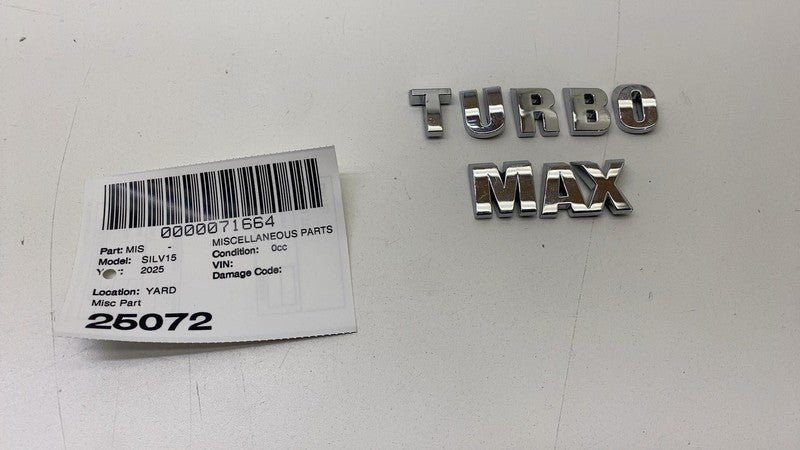 TURBO
MAX
0000071664
Part: MIS -
MISCELLANEOUS PARTS
Model: SILV15
Condition: 0cc
2025
VIN:
Damage Code:
Location: YARD
Misc Part
25072